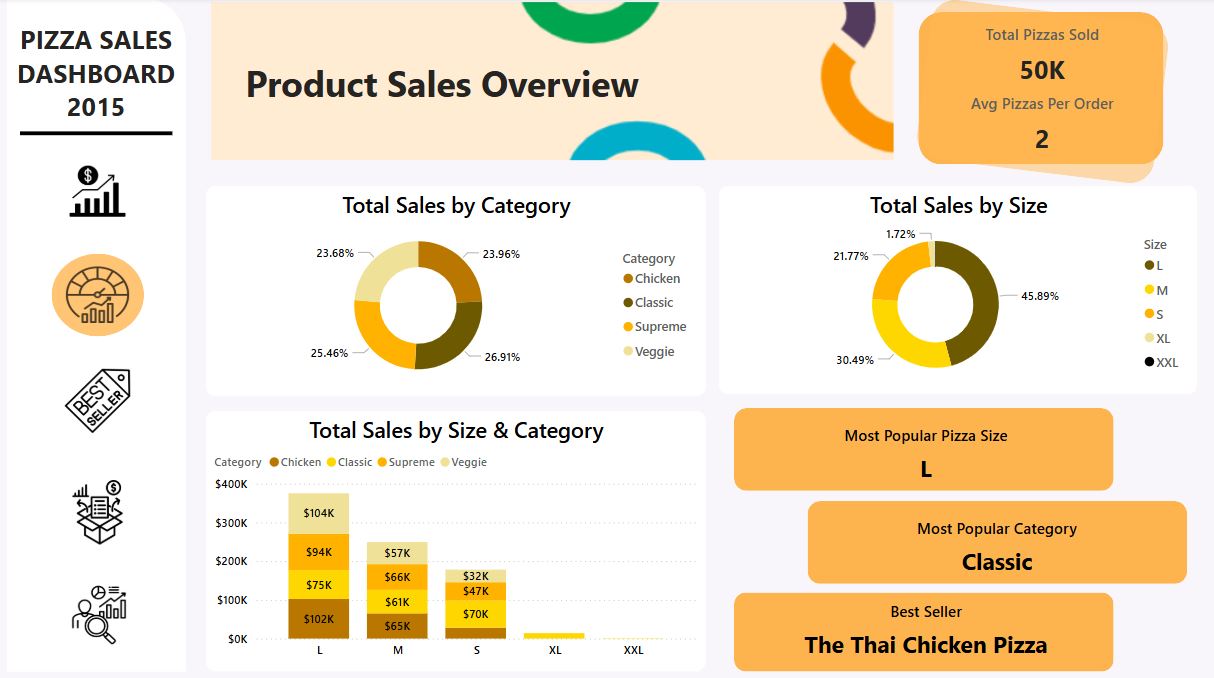 PIZZA SALES
DASHBOARD
2015
BEST
SELLER
Product Sales Overview
Total Pizzas Sold
50K
Avg Pizzas Per Order
2
Total Sales by Category
23.68%
23.96%
25.46%
26.91%
Category
Chicken
Classic
Supreme
Veggie
Total Sales by Size
1.72%
21.77%
45.89%
30.49%
Size
L
M
S
XL
XXL
Total Sales by Size & Category
Category Chicken Classic Supreme Veggie
$400K
$300K
$200K
$100K
$0K
$104K
$94K
$75K
$102K
$57K
$66K
$61K
$65K
$32K
$47K
$70K
L M S XL XXL
Most Popular Pizza Size
L
Most Popular Category
Classic
Best Seller
The Thai Chicken Pizza